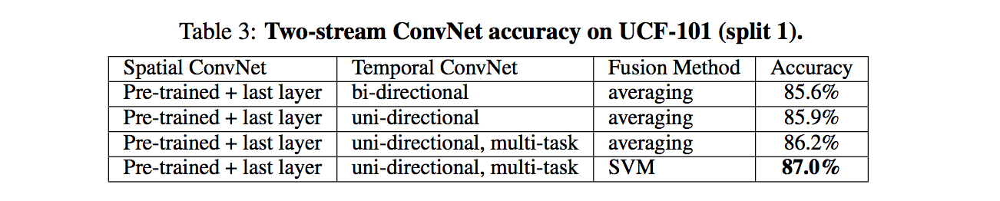 Table 3: Two-stream ConvNet accuracy on UCF-101 (split 1).
Spatial ConvNet Temporal ConvNet Fusion Method Accuracy
Pre-trained + last layer bi-directional averaging 85.6%
Pre-trained + last layer uni-directional averaging 85.9%
Pre-trained + last layer uni-directional, multi-task averaging 86.2%
Pre-trained + last layer uni-directional, multi-task SVM 87.0%